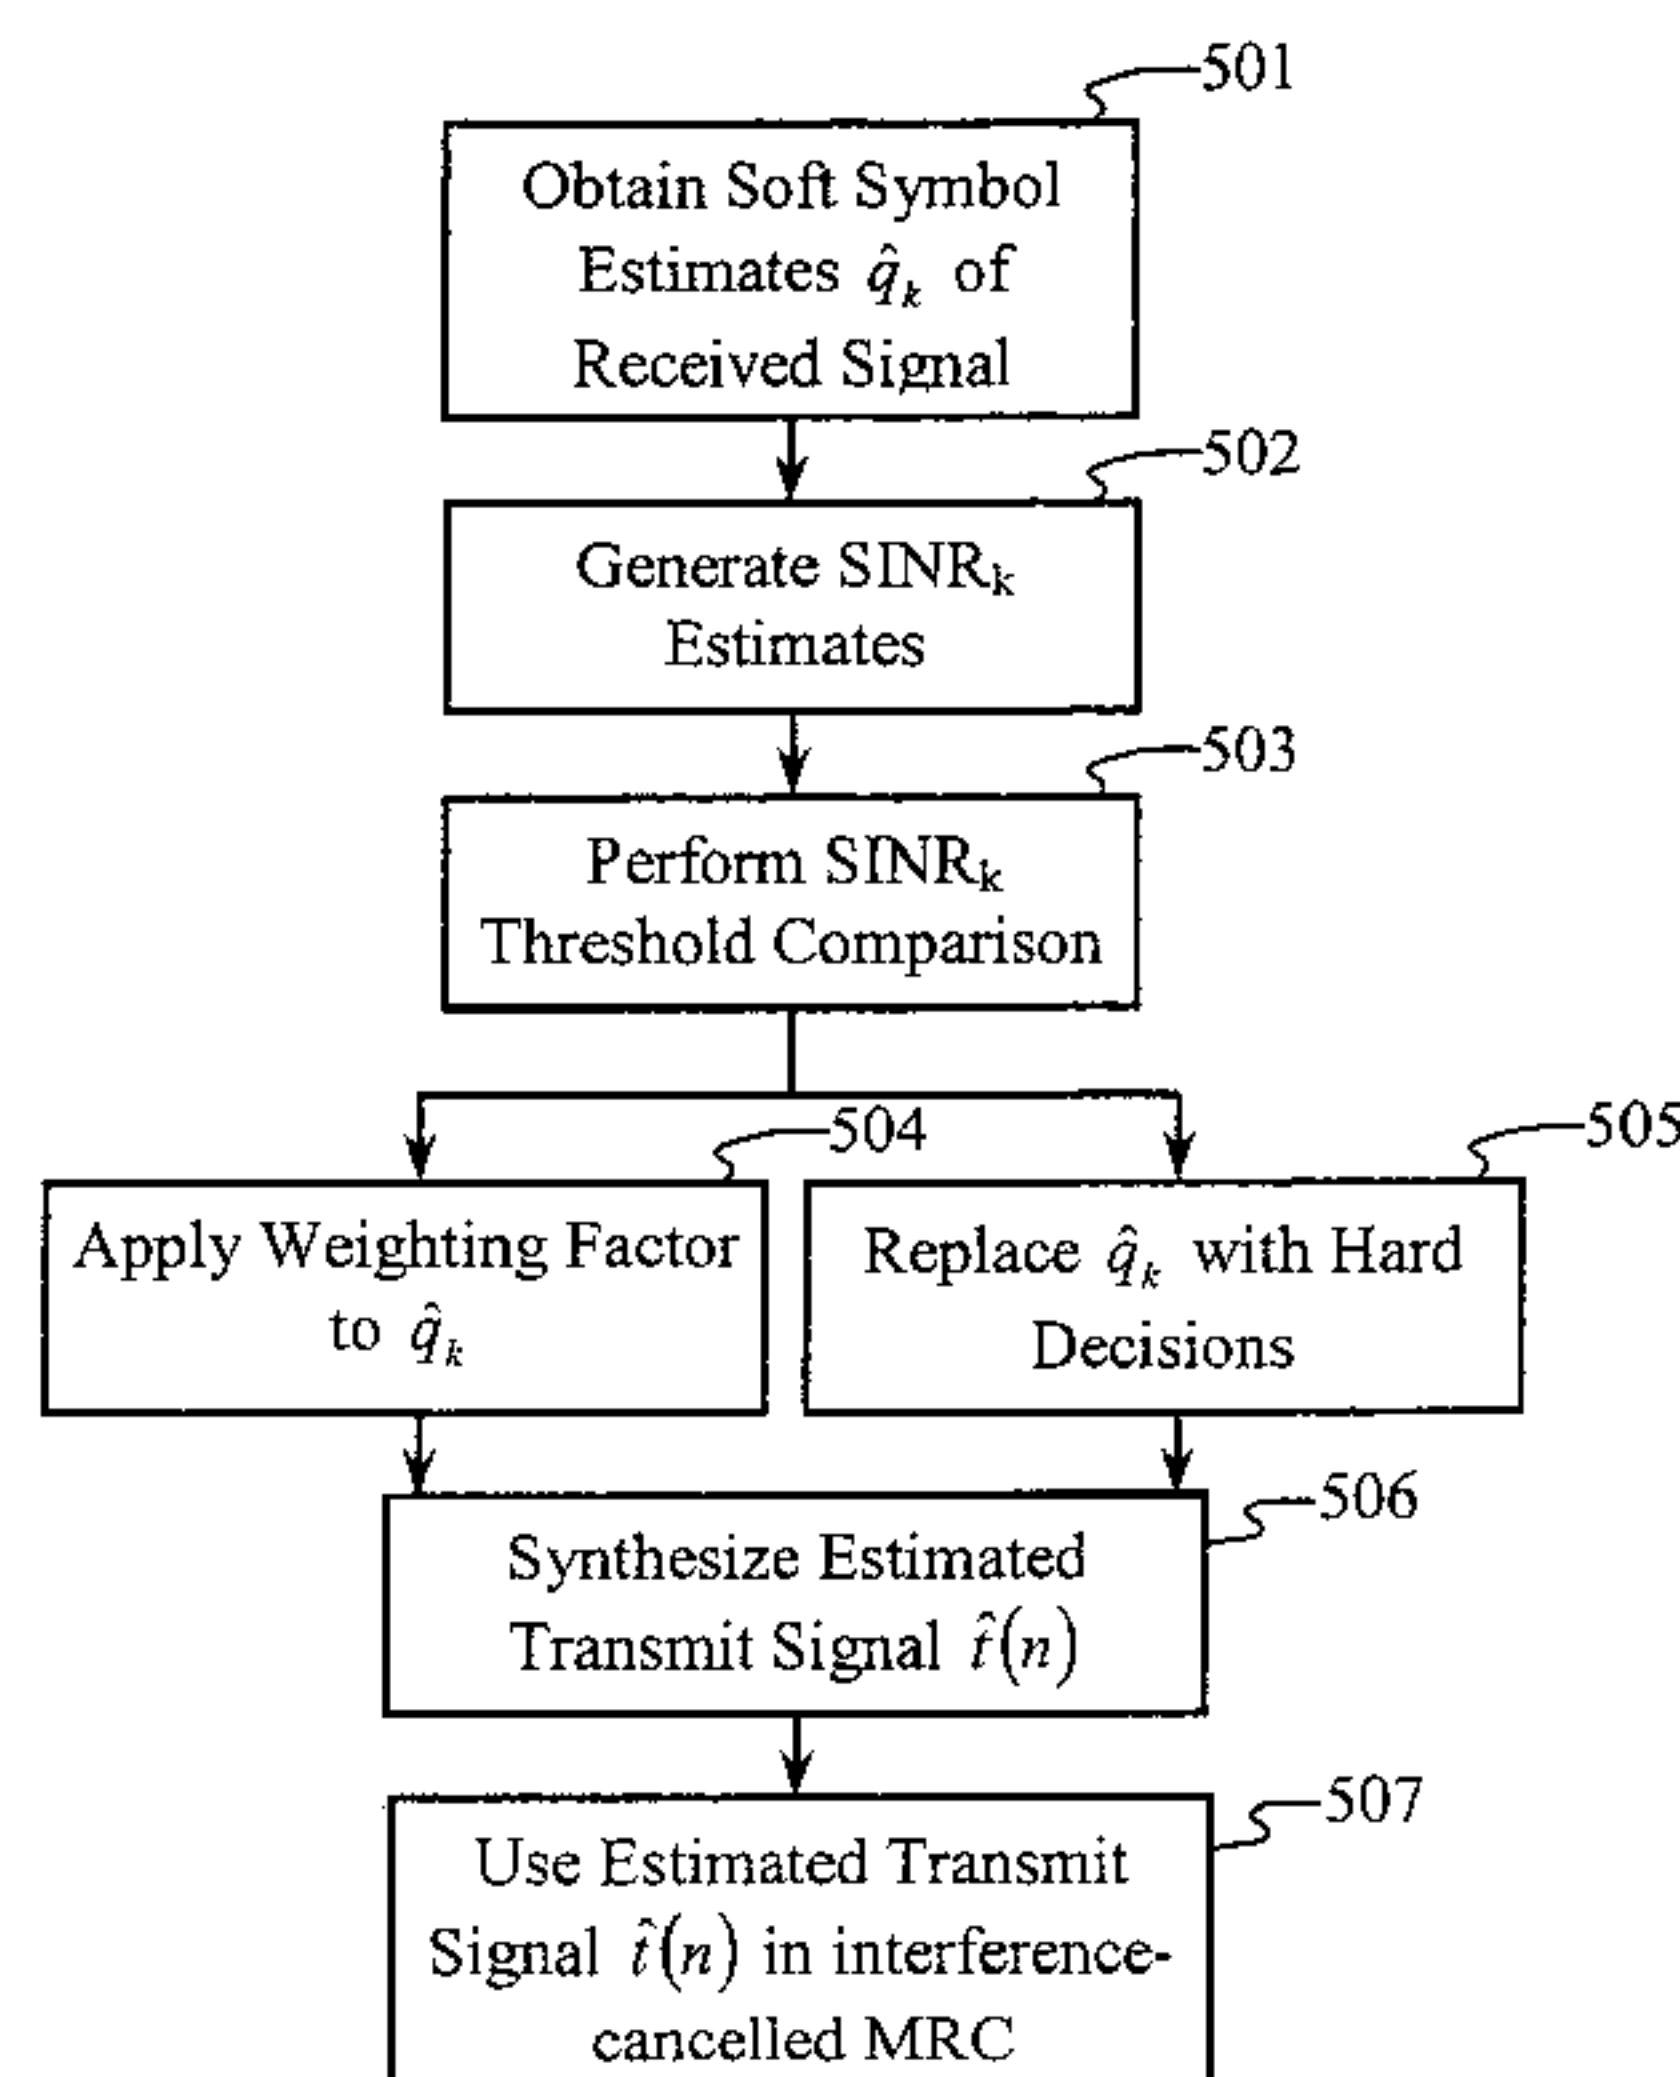 501
Obtain Soft Symbol
Estimates q̂ₖ of
Received Signal
502
Generate SINRₖ
Estimates
503
Perform SINRₖ
Threshold Comparison
504
Apply Weighting Factor
to q̂ₖ
505
Replace q̂ₖ with Hard
Decisions
506
Synthesize Estimated
Transmit Signal t̂(n)
507
Use Estimated Transmit
Signal t̂(n) in interference-
cancelled MRC